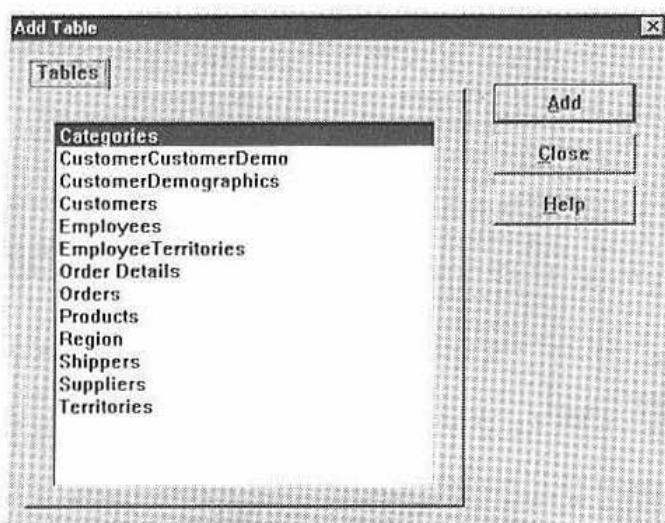 Add Table
Tables
Categories
CustomerCustomerDemo
CustomerDemographics
Customers
Employees
EmployeeTerritories
Order Details
Orders
Products
Region
Shippers
Suppliers
Territories
Add
Close
Help